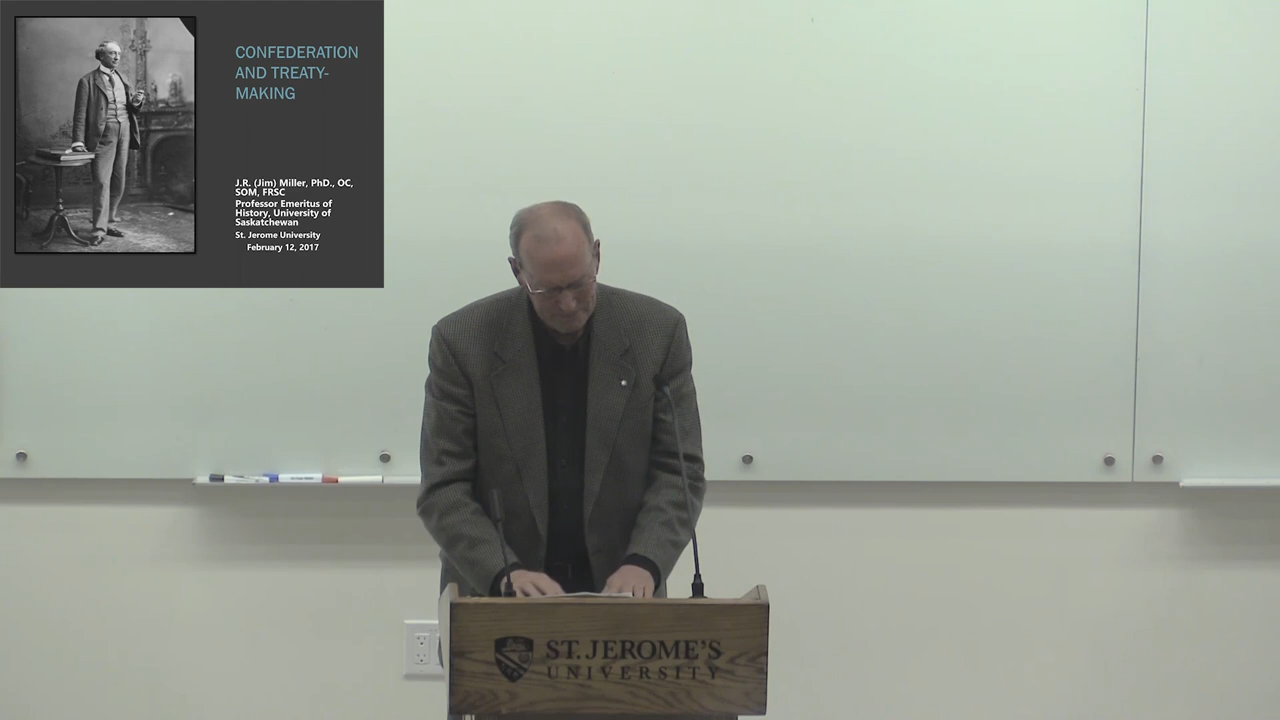 CONFEDERATION
AND TREATY-
MAKING
J.R. (Jim) Miller, PhD., OC,
SOM, FRSC
Professor Emeritus of
History, University of
Saskatchewan
St. Jerome University
February 12, 2017
ST. JEROME'S
UNIVERSITY